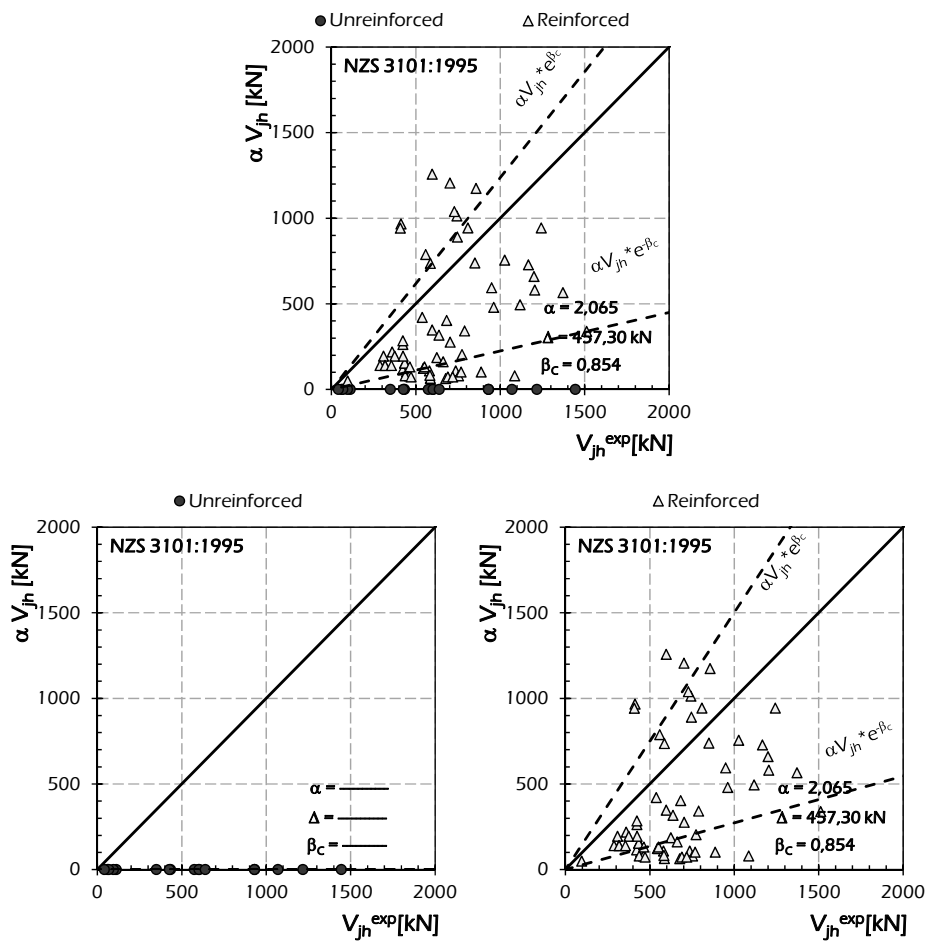 Unreinforced
Reinforced
NZS 3101:1995
α V_jh [kN]
αV_jh*e^β_C
αV_jh*e^-β_C
α = 2,065
Δ = 457,30 kN
β_C = 0,854
2000
1500
1000
500
0
0 500 1000 1500 2000
V_jh^exp[kN]
Unreinforced
NZS 3101:1995
α V_jh [kN]
α =
Δ =
β_C =
2000
1500
1000
500
0
0 500 1000 1500 2000
V_jh^exp[kN]
Reinforced
NZS 3101:1995
α V_jh [kN]
αV_jh*e^β_C
αV_jh*e^-β_C
α = 2,065
Δ = 457,30 kN
β_C = 0,854
2000
1500
1000
500
0
0 500 1000 1500 2000
V_jh^exp[kN]